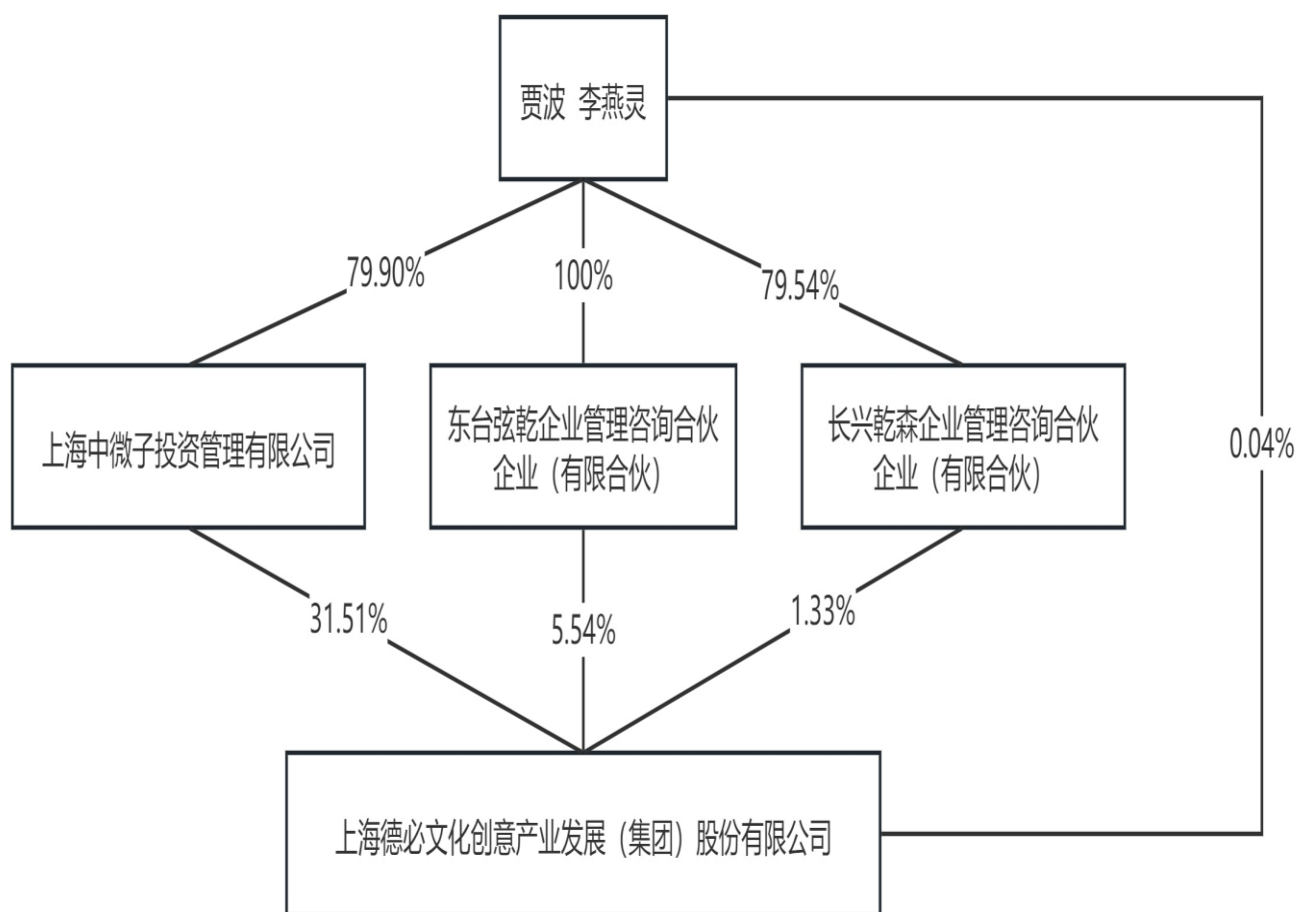 贾波 李燕灵
79.90%
100%
79.54%
上海中微子投资管理有限公司
东台弦乾企业管理咨询合伙
企业（有限合伙）
长兴乾森企业管理咨询合伙
企业（有限合伙）
0.04%
31.51%
5.54%
1.33%
上海德必文化创意产业发展（集团）股份有限公司